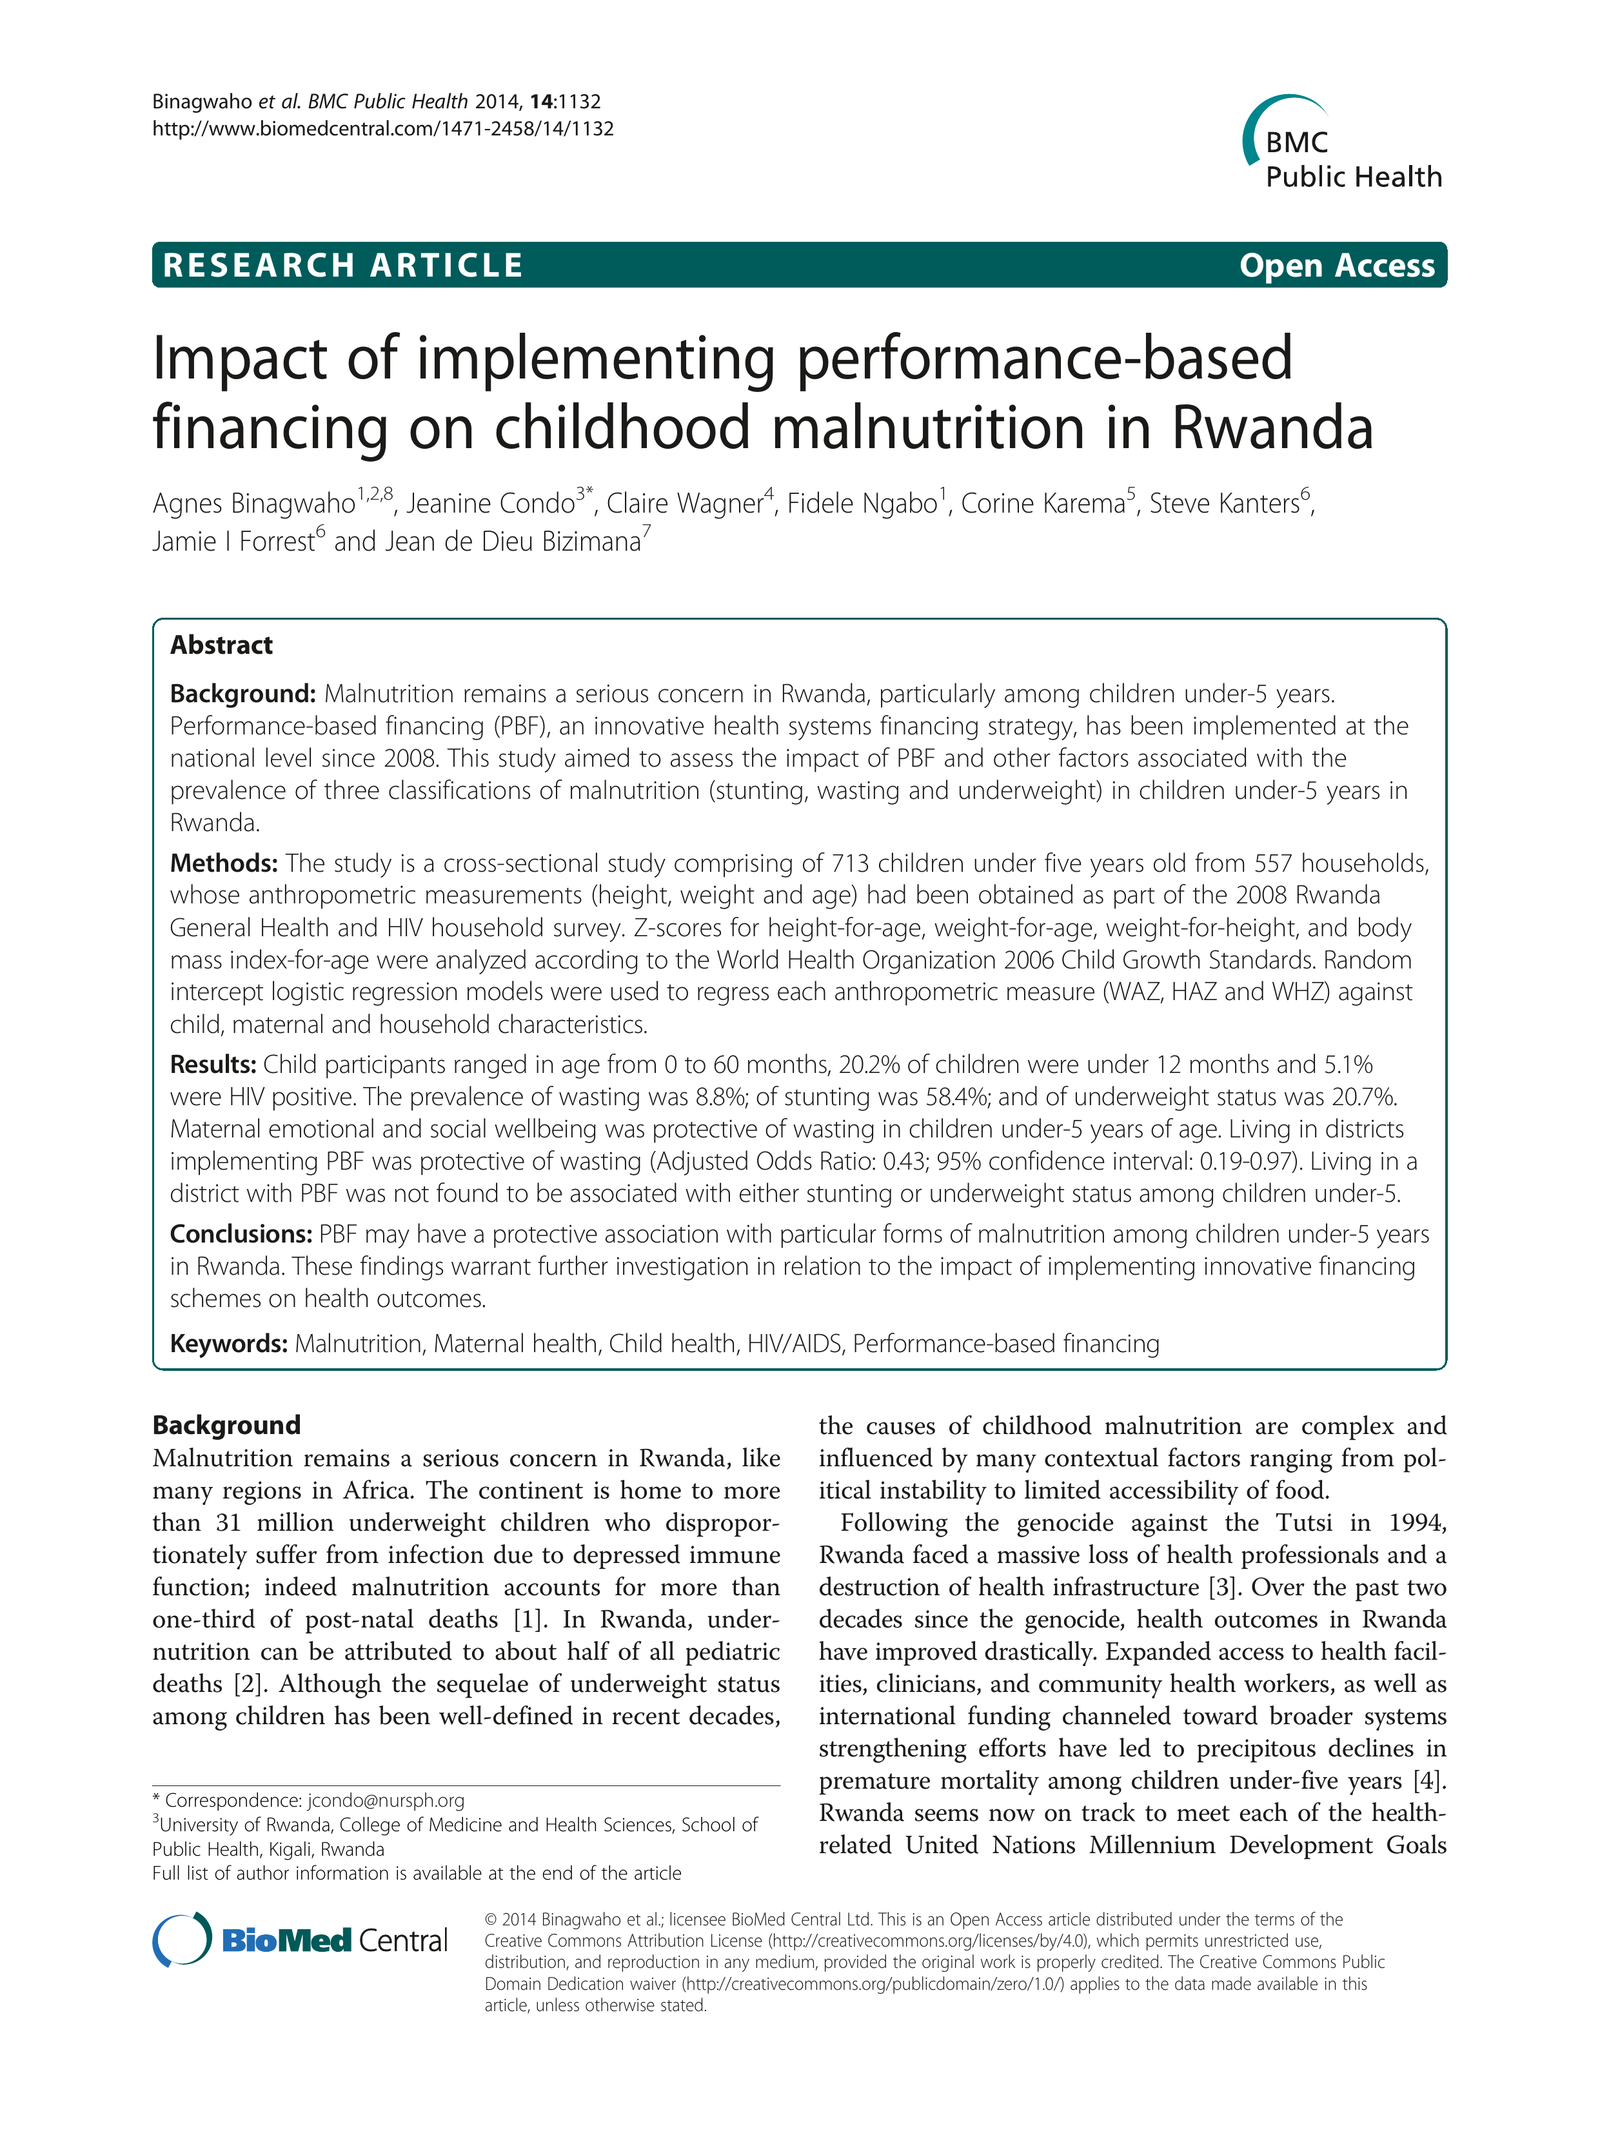 Binagwaho et al. BMC Public Health 2014, 14:1132
http://www.biomedcentral.com/1471-2458/14/1132
BMC
Public Health
RESEARCH ARTICLE
Open Access
Impact of implementing performance-based
financing on childhood malnutrition in Rwanda
Agnes Binagwaho1,2,8, Jeanine Condo3*, Claire Wagner4, Fidele Ngabo1, Corine Karema5, Steve Kanters6,
Jamie I Forrest6 and Jean de Dieu Bizimana7
Abstract
Background: Malnutrition remains a serious concern in Rwanda, particularly among children under-5 years.
Performance-based financing (PBF), an innovative health systems financing strategy, has been implemented at the
national level since 2008. This study aimed to assess the impact of PBF and other factors associated with the
prevalence of three classifications of malnutrition (stunting, wasting and underweight) in children under-5 years in
Rwanda.
Methods: The study is a cross-sectional study comprising of 713 children under five years old from 557 households,
whose anthropometric measurements (height, weight and age) had been obtained as part of the 2008 Rwanda
General Health and HIV household survey. Z-scores for height-for-age, weight-for-age, weight-for-height, and body
mass index-for-age were analyzed according to the World Health Organization 2006 Child Growth Standards. Random
intercept logistic regression models were used to regress each anthropometric measure (WAZ, HAZ and WHZ) against
child, maternal and household characteristics.
Results: Child participants ranged in age from 0 to 60 months, 20.2% of children were under 12 months and 5.1%
were HIV positive. The prevalence of wasting was 8.8%; of stunting was 58.4%; and of underweight status was 20.7%.
Maternal emotional and social wellbeing was protective of wasting in children under-5 years of age. Living in districts
implementing PBF was protective of wasting (Adjusted Odds Ratio: 0.43; 95% confidence interval: 0.19-0.97). Living in a
district with PBF was not found to be associated with either stunting or underweight status among children under-5.
Conclusions: PBF may have a protective association with particular forms of malnutrition among children under-5 years
in Rwanda. These findings warrant further investigation in relation to the impact of implementing innovative financing
schemes on health outcomes.
Keywords: Malnutrition, Maternal health, Child health, HIV/AIDS, Performance-based financing
Background
Malnutrition remains a serious concern in Rwanda, like
many regions in Africa. The continent is home to more
than 31 million underweight children who dispropor-
tionately suffer from infection due to depressed immune
function; indeed malnutrition accounts for more than
one-third of post-natal deaths [1]. In Rwanda, under-
nutrition can be attributed to about half of all pediatric
deaths [2]. Although the sequelae of underweight status
among children has been well-defined in recent decades,
the causes of childhood malnutrition are complex and
influenced by many contextual factors ranging from pol-
itical instability to limited accessibility of food.
Following the genocide against the Tutsi in 1994,
Rwanda faced a massive loss of health professionals and a
destruction of health infrastructure [3]. Over the past two
decades since the genocide, health outcomes in Rwanda
have improved drastically. Expanded access to health facil-
ities, clinicians, and community health workers, as well as
international funding channeled toward broader systems
strengthening efforts have led to precipitous declines in
premature mortality among children under-five years [4].
Rwanda seems now on track to meet each of the health-
related United Nations Millennium Development Goals
* Correspondence: jcondo@nursph.org
3University of Rwanda, College of Medicine and Health Sciences, School of
Public Health, Kigali, Rwanda
Full list of author information is available at the end of the article
BioMed Central
© 2014 Binagwaho et al.; licensee BioMed Central Ltd. This is an Open Access article distributed under the terms of the
Creative Commons Attribution License (http://creativecommons.org/licenses/by/4.0), which permits unrestricted use,
distribution, and reproduction in any medium, provided the original work is properly credited. The Creative Commons Public
Domain Dedication waiver (http://creativecommons.org/publicdomain/zero/1.0/) applies to the data made available in this
article, unless otherwise stated.